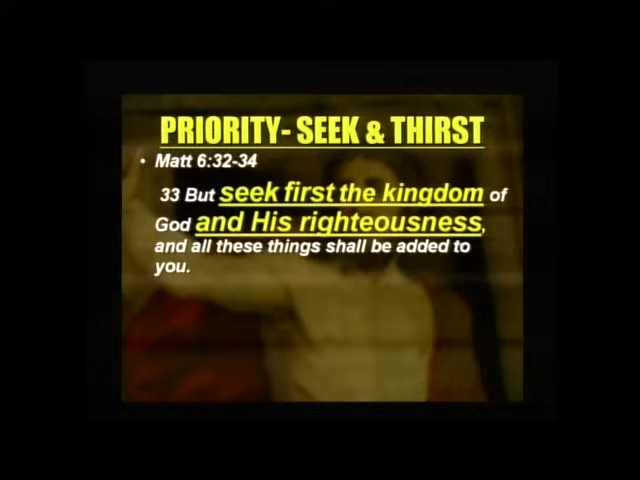 PRIORITY- SEEK & THIRST
• Matt 6:32-34
33 But seek first the kingdom of
God and His righteousness,
and all these things shall be added to
you.